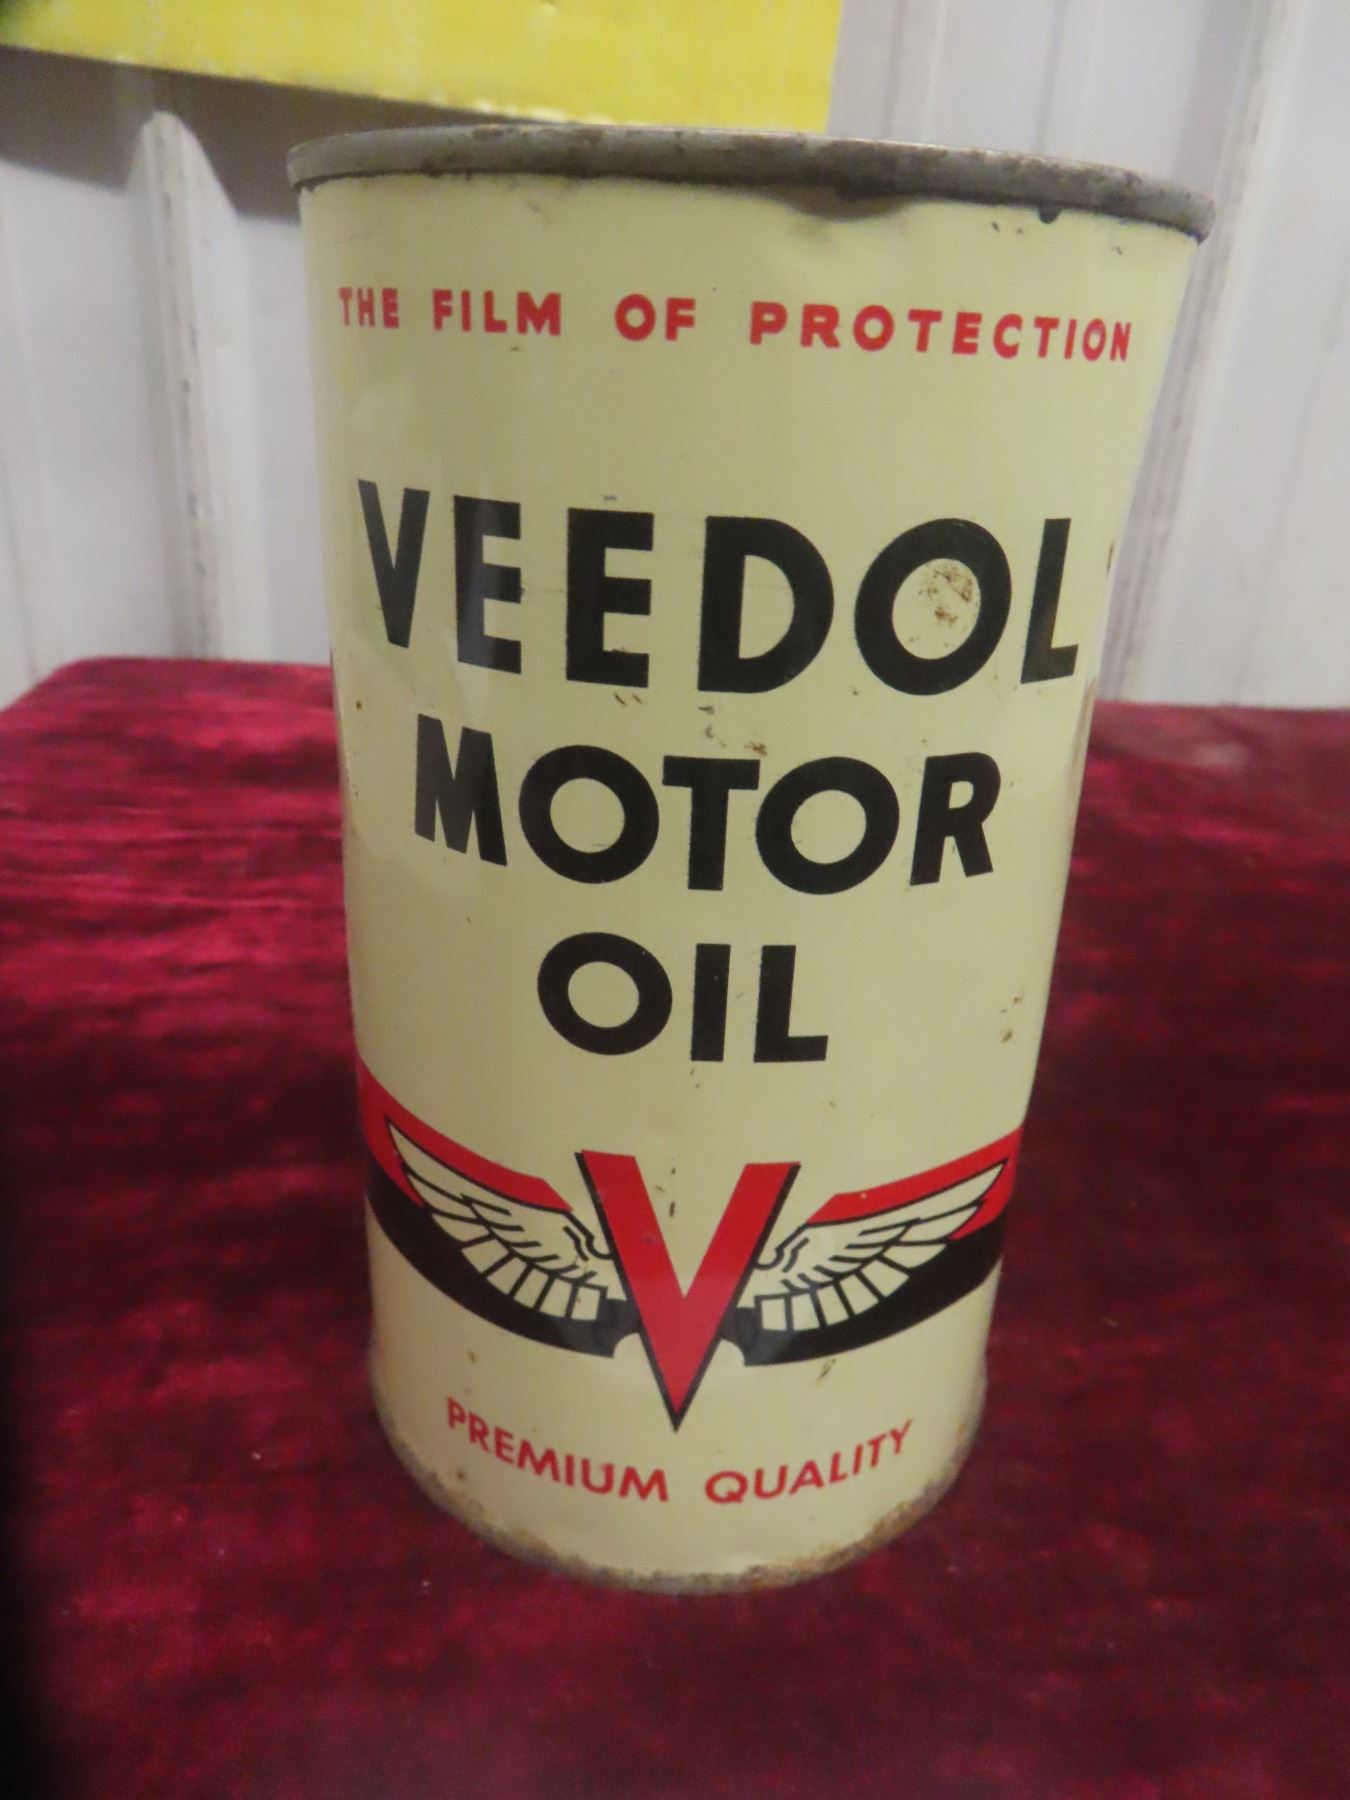 THE FILM OF PROTECTION
VEEDOL
MOTOR
OIL
V
PREMIUM QUALITY